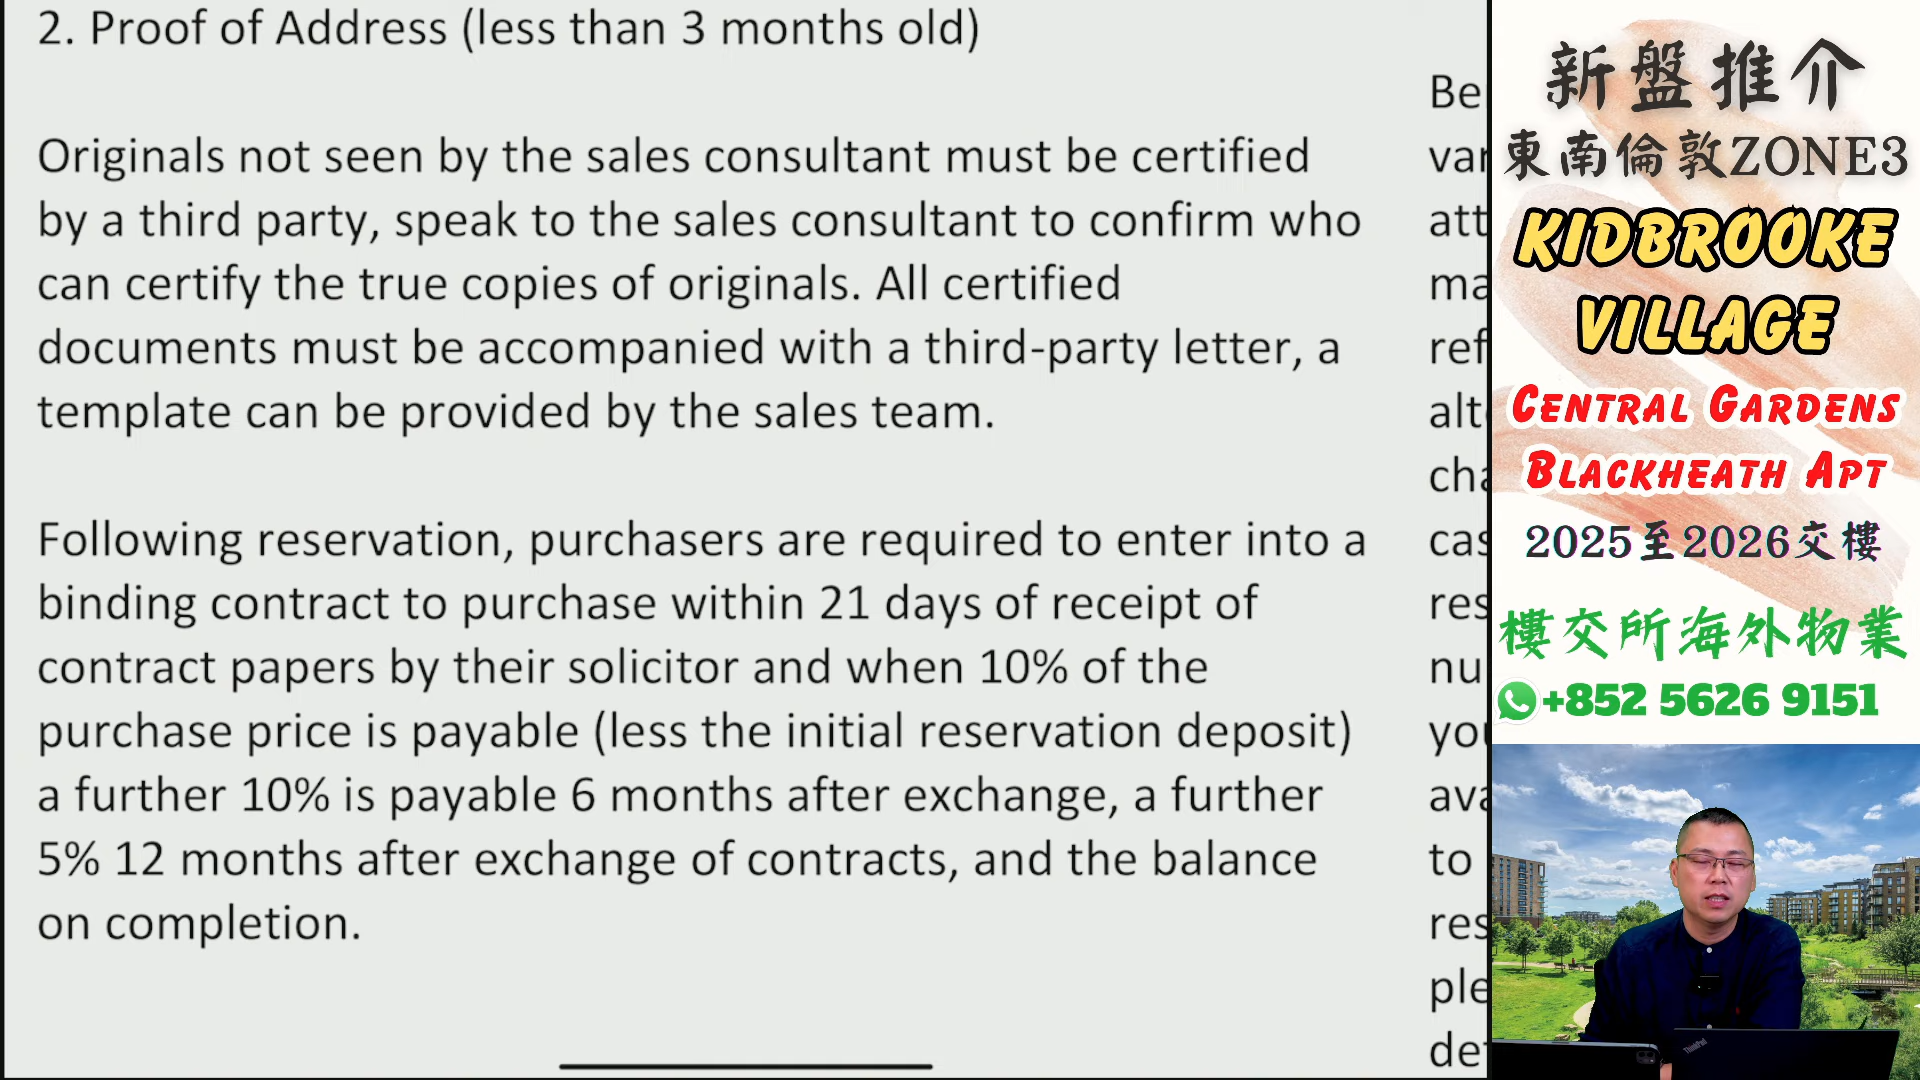 2. Proof of Address (less than 3 months old)
Originals not seen by the sales consultant must be certified
by a third party, speak to the sales consultant to confirm who
can certify the true copies of originals. All certified
documents must be accompanied with a third-party letter, a
template can be provided by the sales team.
Following reservation, purchasers are required to enter into a
binding contract to purchase within 21 days of receipt of
contract papers by their solicitor and when 10% of the
purchase price is payable (less the initial reservation deposit)
a further 10% is payable 6 months after exchange, a further
5% 12 months after exchange of contracts, and the balance
on completion.
to
新盤推介
東南倫敦ZONE3
KIDBROOKE
VILLAGE
CENTRAL GARDENS
BLACKHEATH APT
2025至2026交樓
樓交所海外物業
+852 5626 9151
ThinkPad